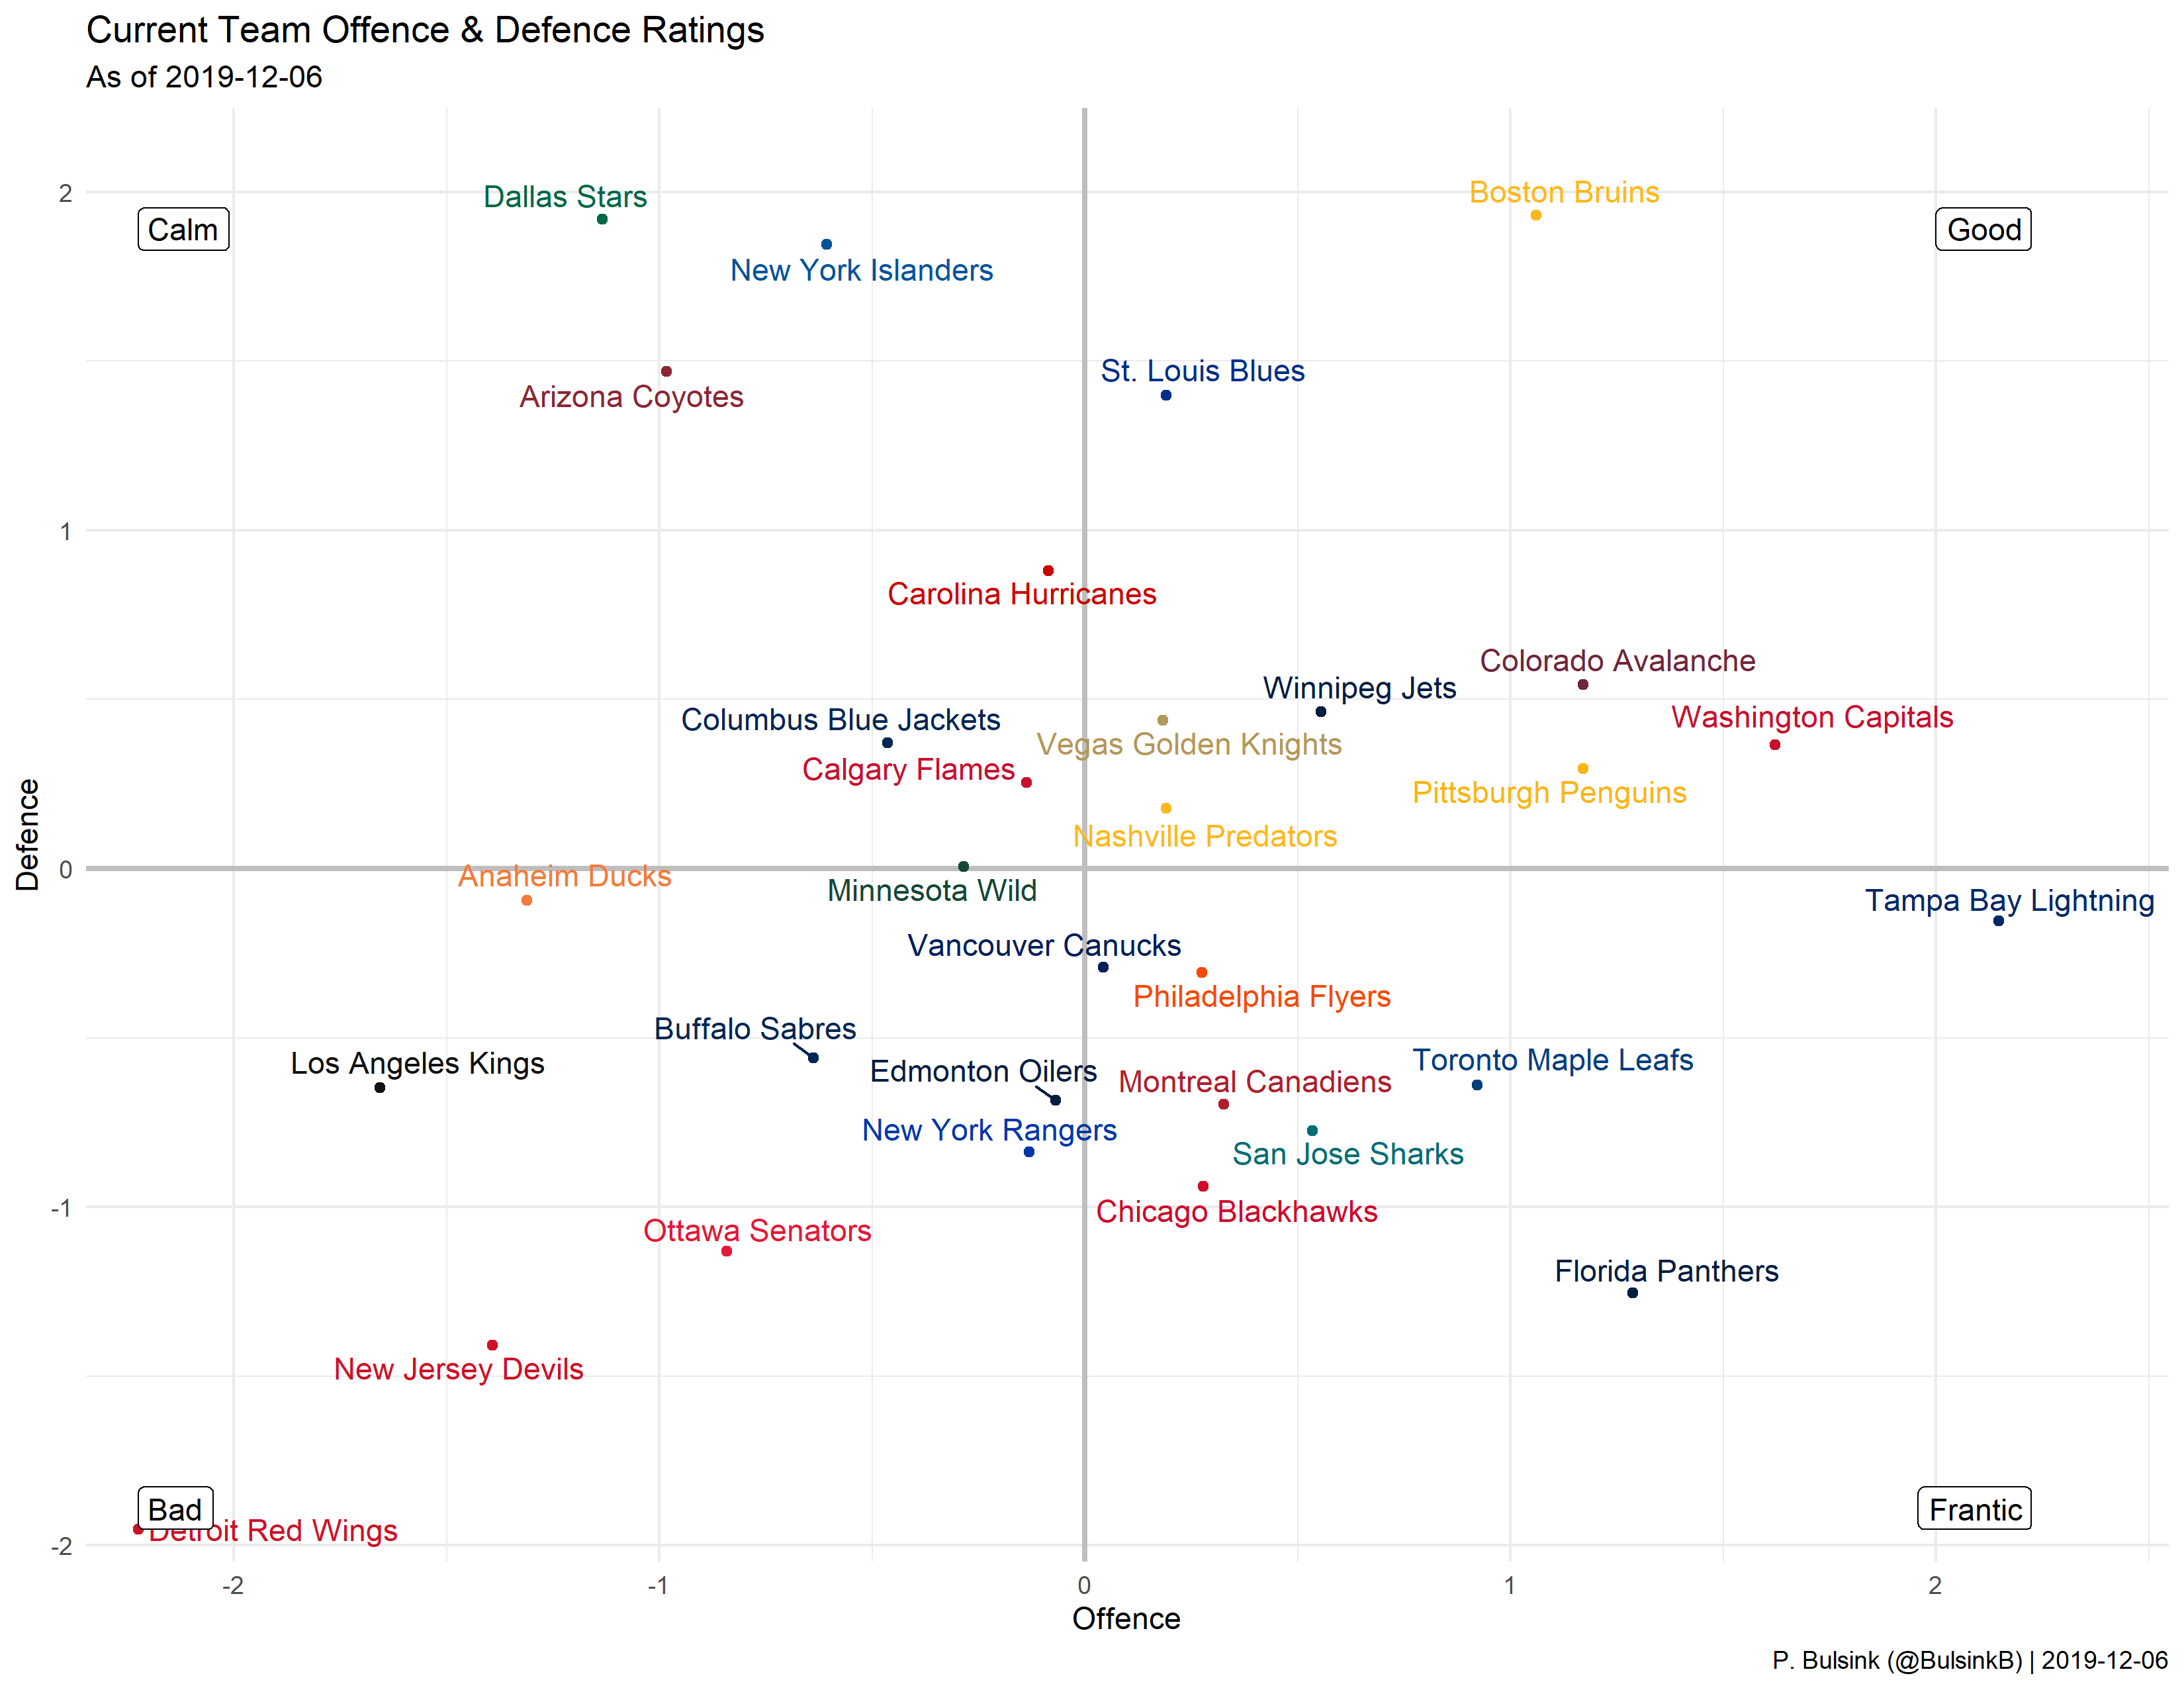 Current Team Offence & Defence Ratings
As of 2019-12-06
2
Dallas Stars
Boston Bruins
Calm
Good
New York Islanders
St. Louis Blues
Arizona Coyotes
1
Carolina Hurricanes
Colorado Avalanche
Winnipeg Jets
Columbus Blue Jackets
Washington Capitals
Vegas Golden Knights
Calgary Flames
Pittsburgh Penguins
Nashville Predators
Defence
0
Anaheim Ducks
Minnesota Wild
Tampa Bay Lightning
Vancouver Canucks
Philadelphia Flyers
Buffalo Sabres
Los Angeles Kings
Edmonton Oilers
Toronto Maple Leafs
Montreal Canadiens
New York Rangers
San Jose Sharks
-1
Chicago Blackhawks
Ottawa Senators
Florida Panthers
New Jersey Devils
Bad
Frantic
Detroit Red Wings
-2
-2
-1
0
1
2
Offence
P. Bulsink (@BulsinkB) | 2019-12-06